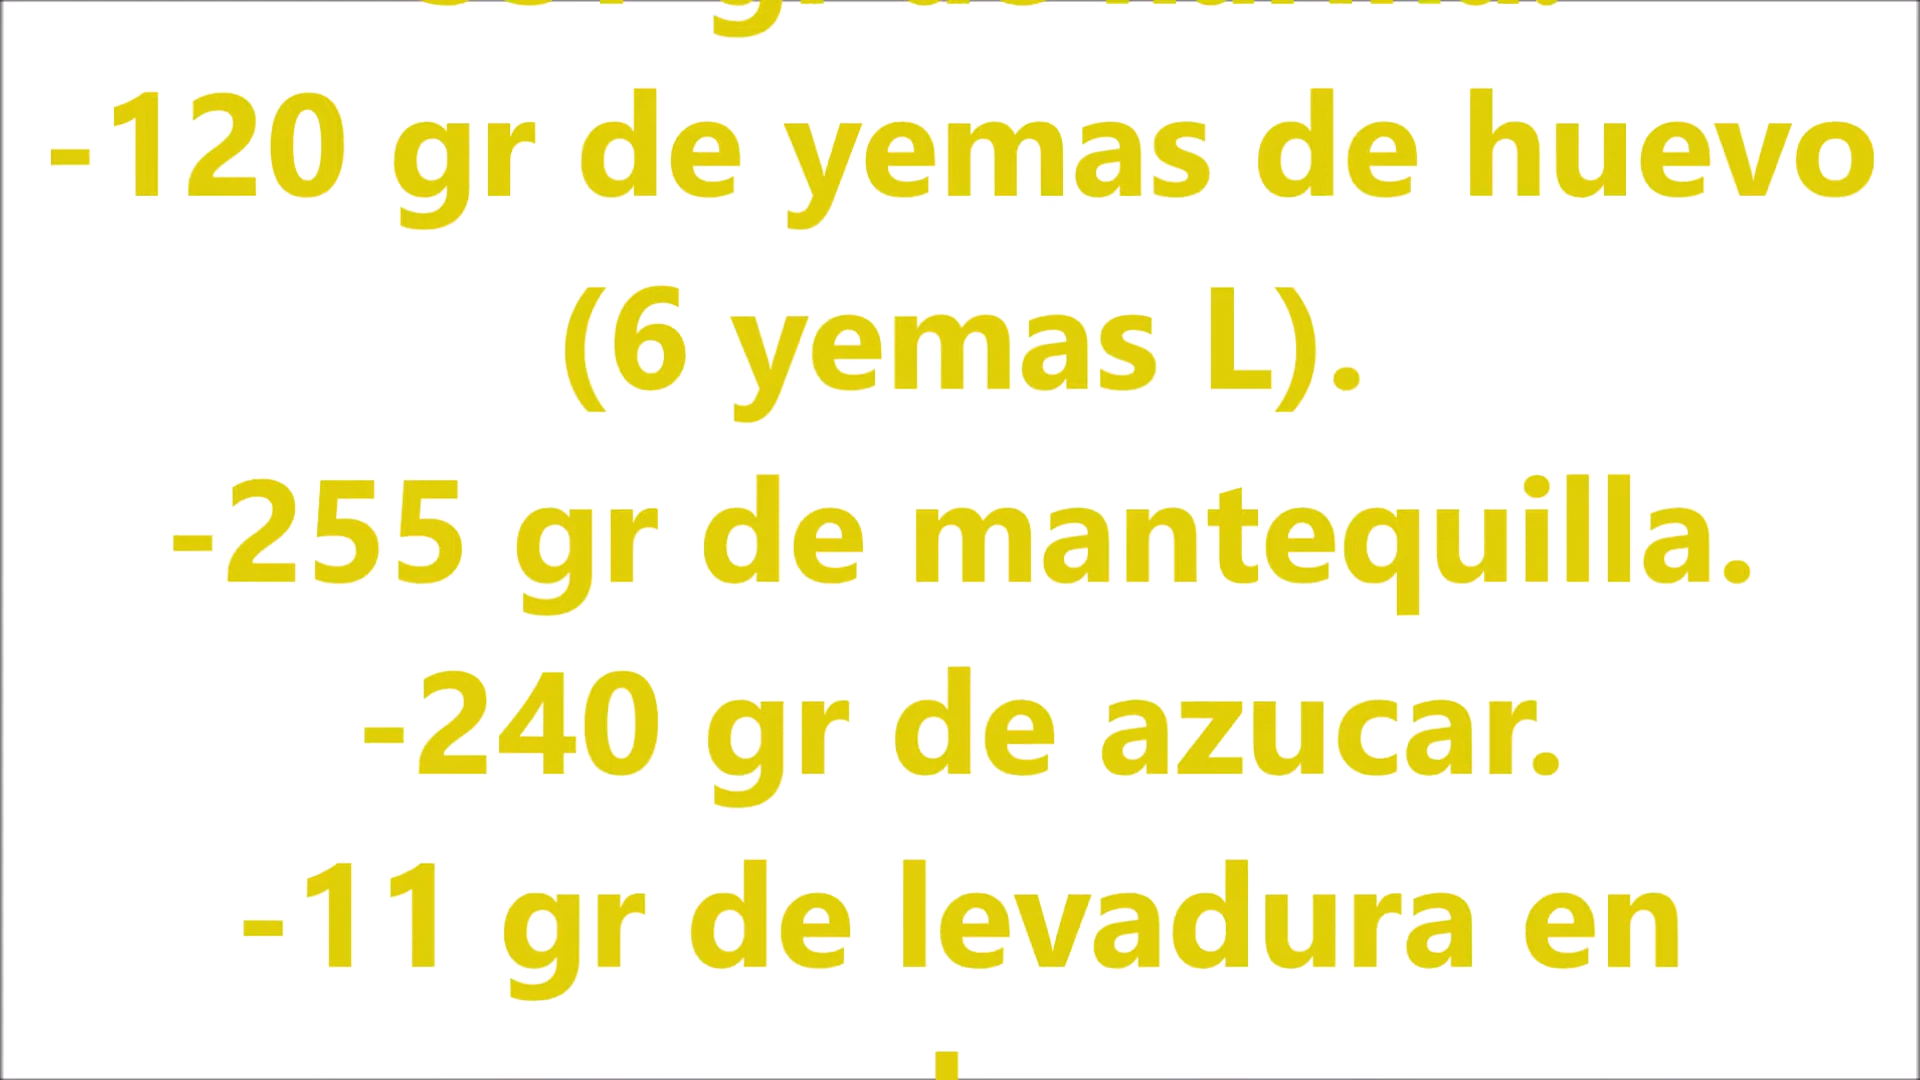 -120 gr de yemas de huevo
(6 yemas L).
-255 gr de mantequilla.
-240 gr de azucar.
-11 gr de levadura en